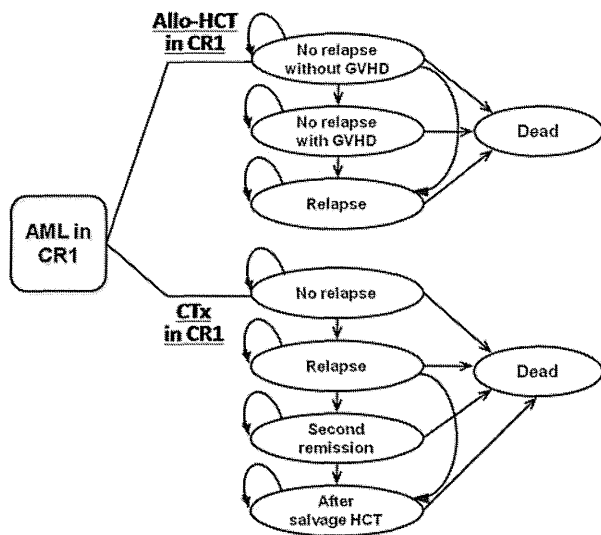 Allo-HCT
in CR1
No relapse
without GVHD
No relapse
with GVHD
Dead
Relapse
AML in
CR1
CTx
in CR1
No relapse
Relapse
Dead
Second
remission
After
salvage HCT